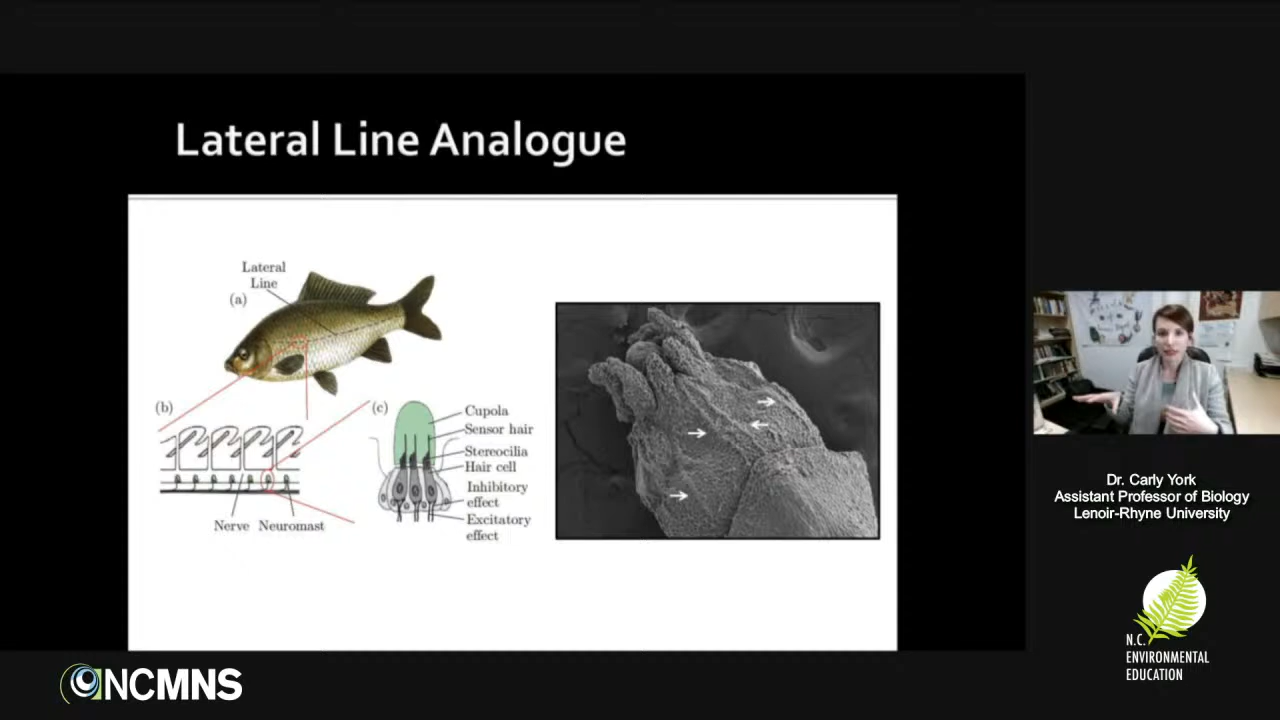 Lateral Line Analogue
Lateral
Line
(a)
(b)
(c)
Cupola
Sensor hair
Stereocilia
Hair cell
Inhibitory
effect
Excitatory
effect
Nerve Neuromast
Dr. Carly York
Assistant Professor of Biology
Lenoir-Rhyne University
N.C.
ENVIRONMENTAL
EDUCATION
NCMNS